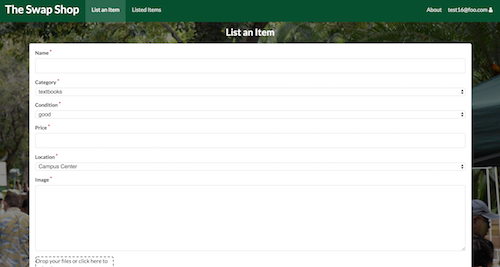 The Swap Shop
List an Item
Listed Items
About
test16@foo.com
List an Item
Name *
Category *
textbooks
Condition *
good
Price *
Location *
Campus Center
Image *
Drop your files or click here to